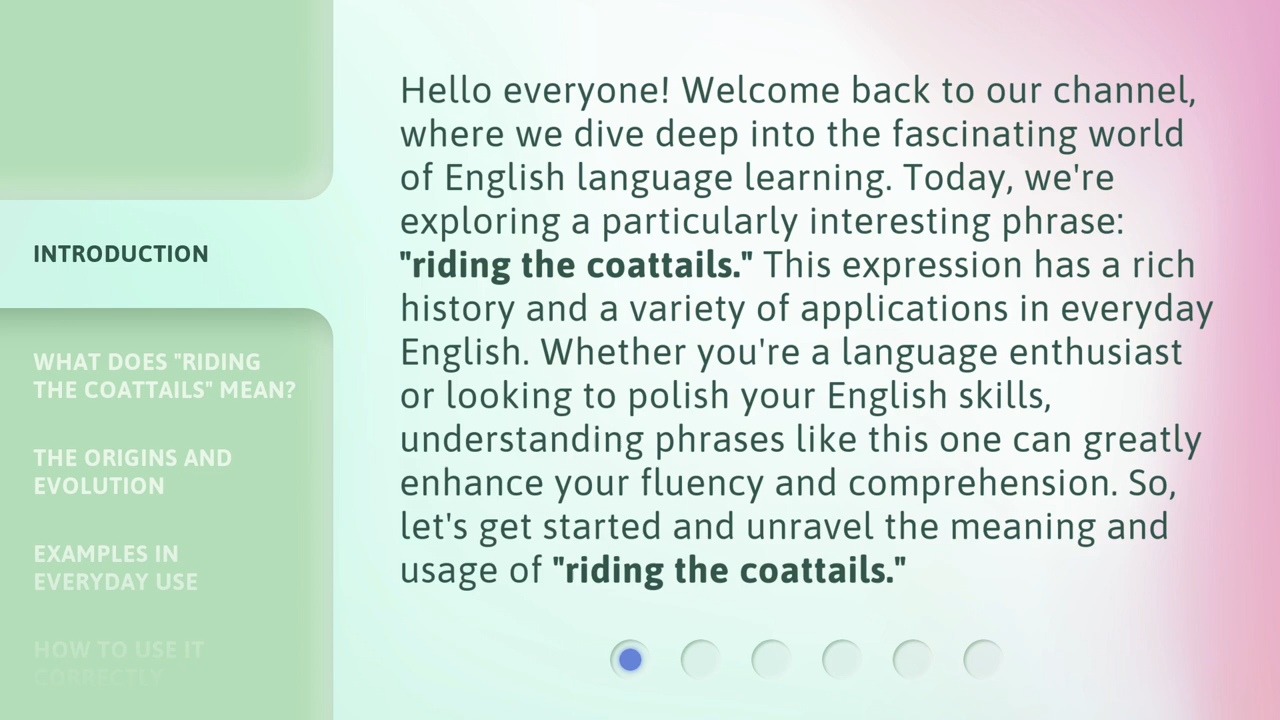 INTRODUCTION
WHAT DOES "RIDING
THE COATTAILS" MEAN?
THE ORIGINS AND
EVOLUTION
EXAMPLES IN
EVERYDAY USE
HOW TO USE IT
CORRECTLY
Hello everyone! Welcome back to our channel,
where we dive deep into the fascinating world
of English language learning. Today, we're
exploring a particularly interesting phrase:
"riding the coattails." This expression has a rich
history and a variety of applications in everyday
English. Whether you're a language enthusiast
or looking to polish your English skills,
understanding phrases like this one can greatly
enhance your fluency and comprehension. So,
let's get started and unravel the meaning and
usage of "riding the coattails."